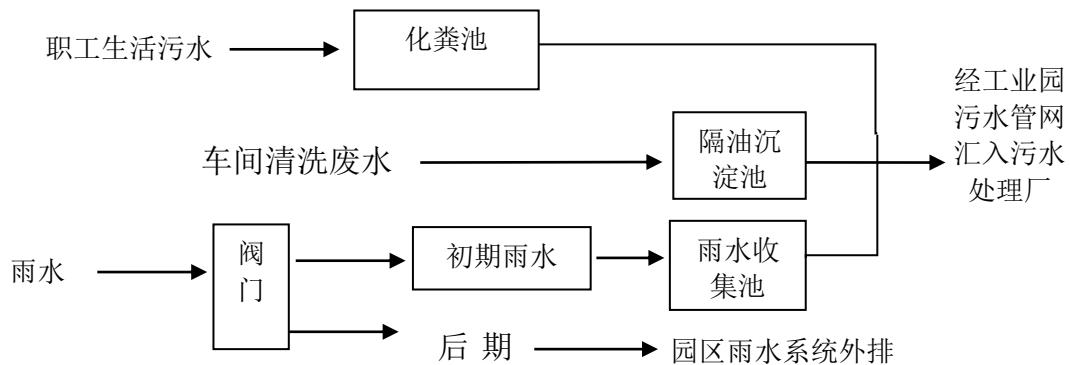 职工生活污水
化粪池
经工业园
污水管网
汇入污水
处理厂
车间清洗废水
隔油沉
淀池
雨水
阀
门
初期雨水
雨水收
集池
后 期
园区雨水系统外排